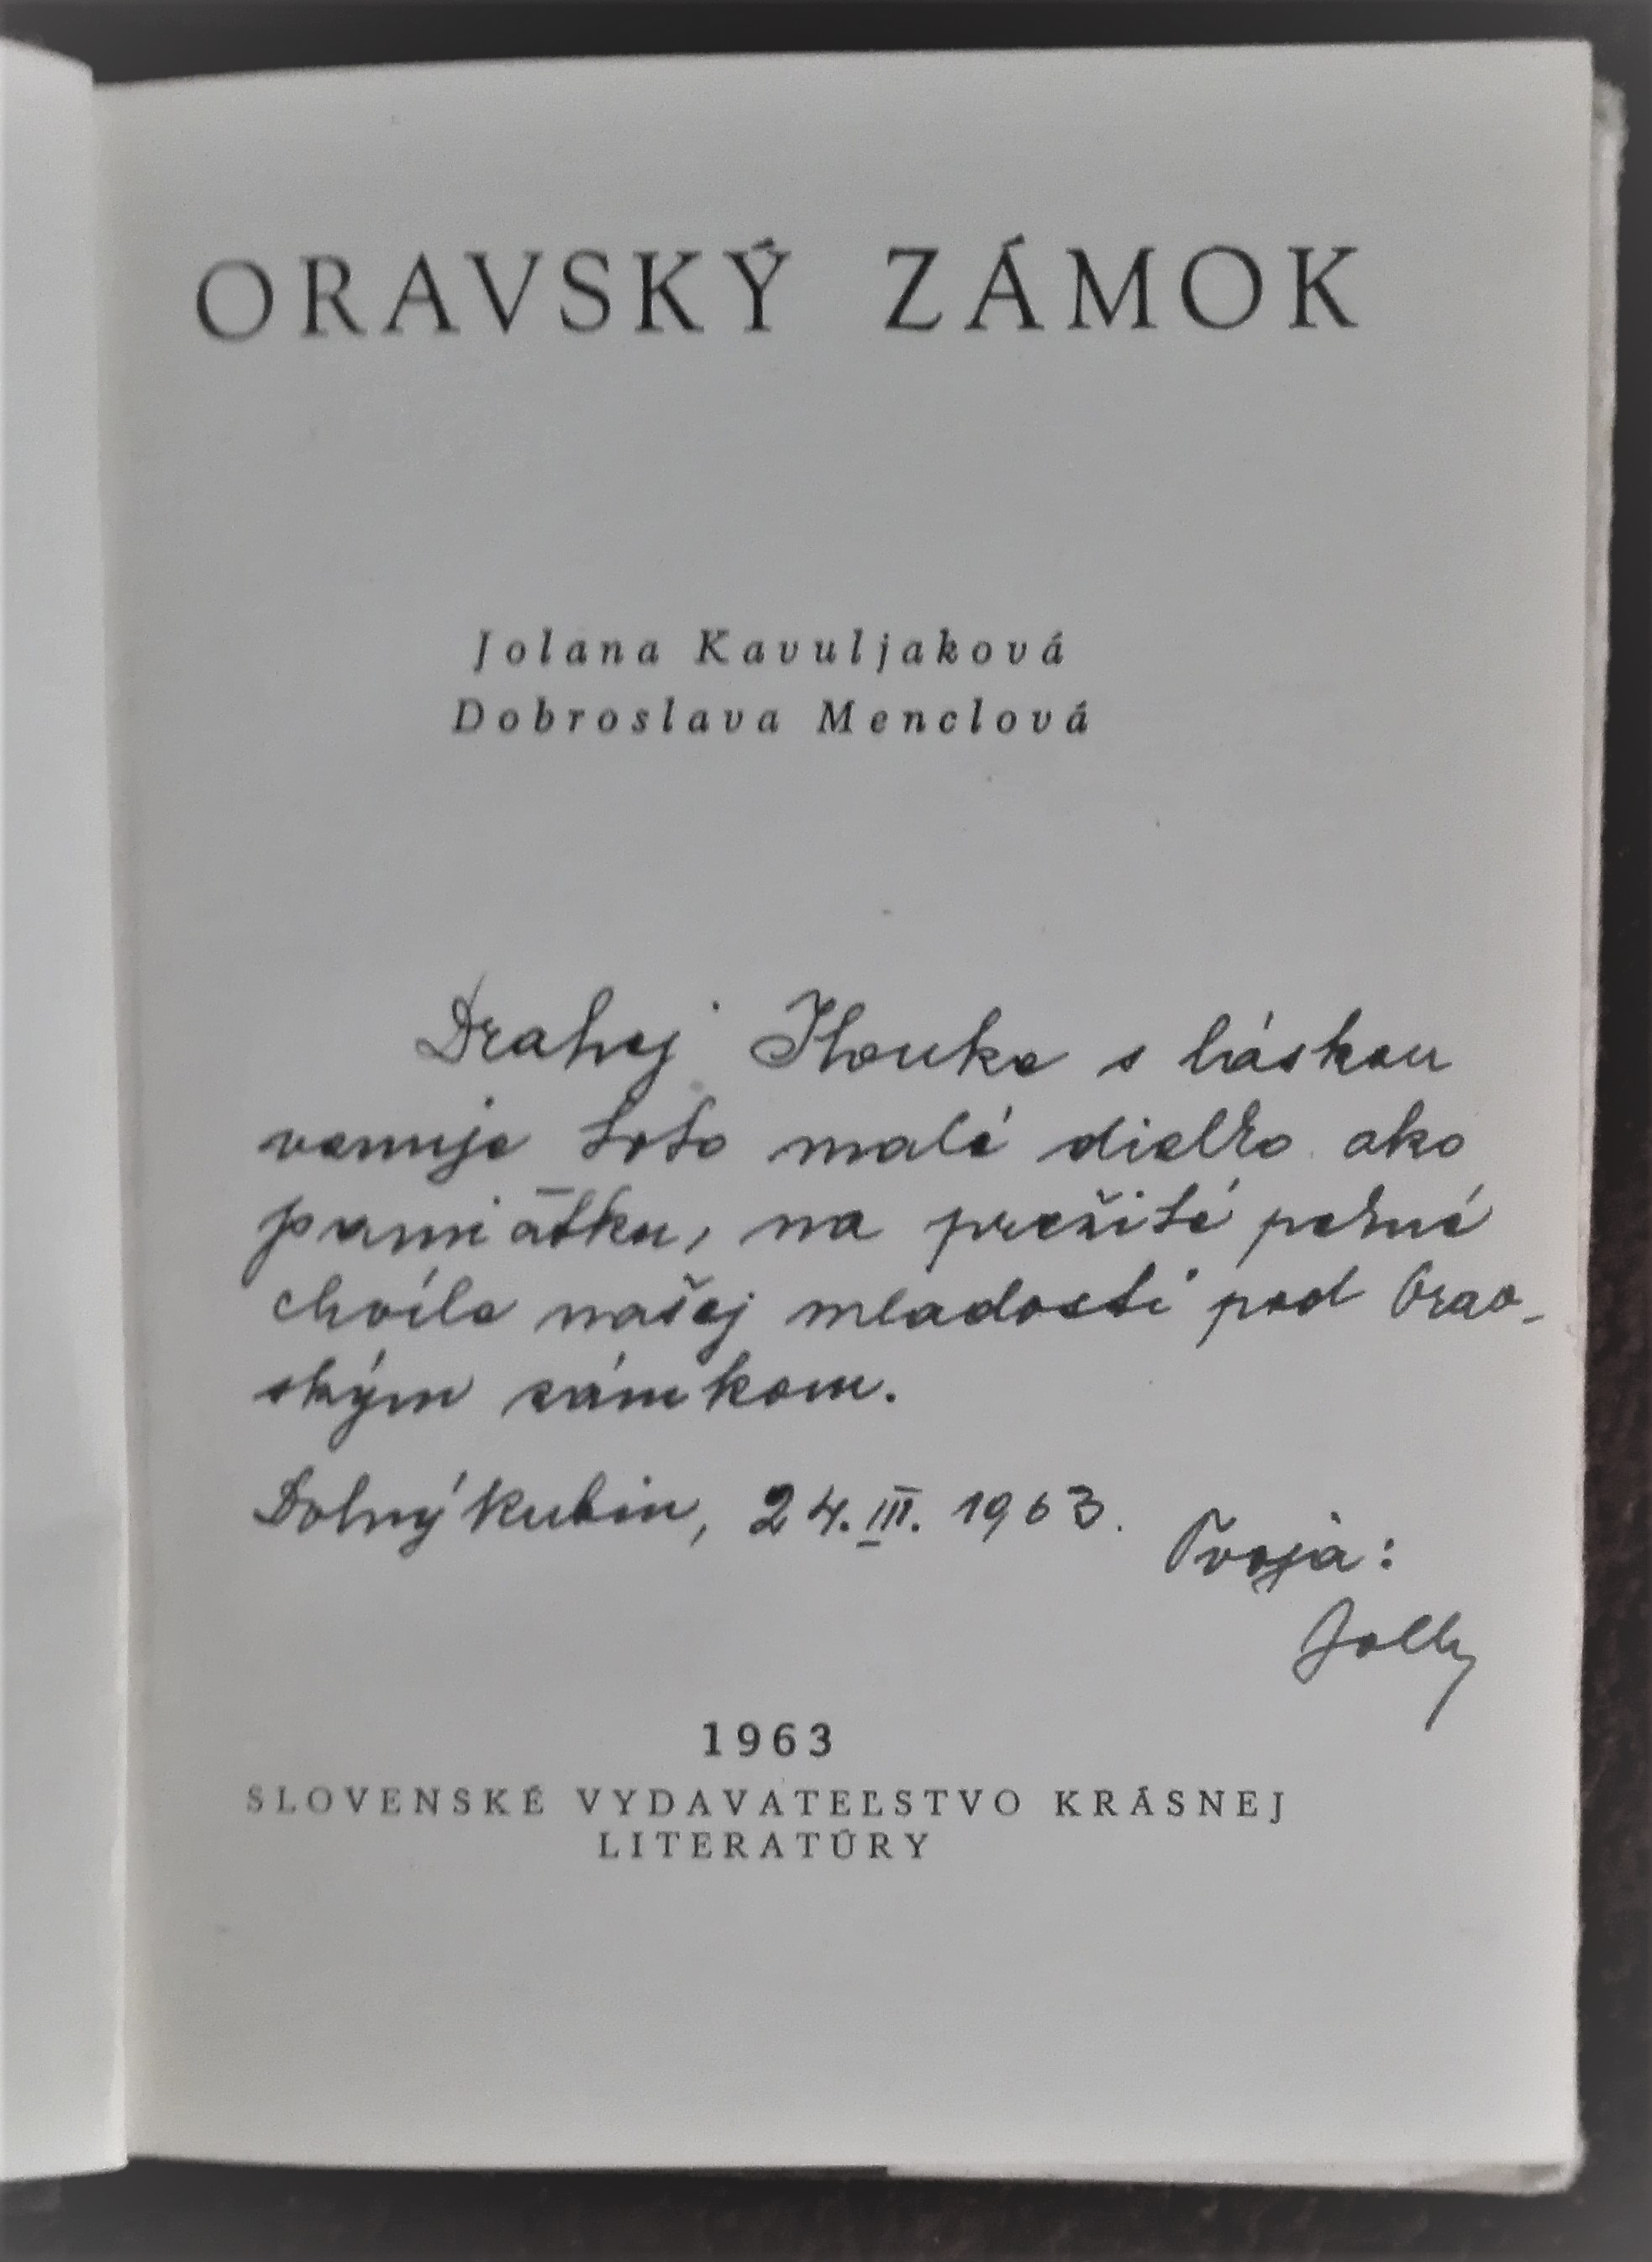 ORAVSKÝ ZÁMOK
Jolana Kavuljaková
Dobroslava Menclová
Drahej Ilonke s láskou
venuje toto malé dielko ako
pamiatku, na prežité pekné
chvíle našej mladosti pod Orav-
ským zámkom.
Dolný Kubin, 24. III. 1963.
Tvoja:
Jolly
1963
SLOVENSKÉ VYDAVATEĽSTVO KRÁSNEJ
LITERATÚRY